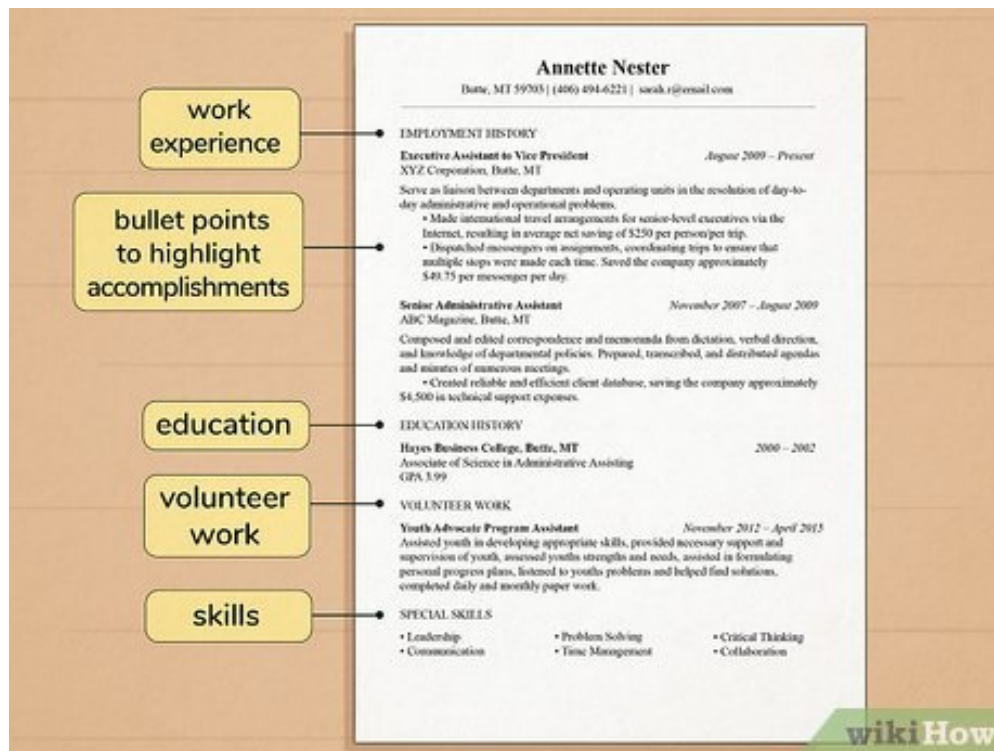 work
experience
bullet points
to highlight
accomplishments
education
volunteer
work
skills
Annette Nester
Butte, MT 59703 | (406) 494-6221 | sarah.r@email.com
EMPLOYMENT HISTORY
Executive Assistant to Vice President August 2009 – Present
XYZ Corporation, Butte, MT
Serve as liaison between departments and operating units in the resolution of day-to-
day administrative and operational problems.
• Made international travel arrangements for senior-level executives via the
Internet, resulting in average net saving of $250 per person/per trip.
• Dispatched messengers on assignments, coordinating trips to ensure that
multiple stops were made each time. Saved the company approximately
$49.75 per messenger per day.
Senior Administrative Assistant November 2007 – August 2009
ABC Magazine, Butte, MT
Composed and edited correspondence and memoranda from dictation, verbal direction,
and knowledge of departmental policies. Prepared, transcribed, and distributed agendas
and minutes of numerous meetings.
• Created reliable and efficient client database, saving the company approximately
$4,500 in technical support expenses.
EDUCATION HISTORY
Hayes Business College, Butte, MT 2000 – 2002
Associate of Science in Administrative Assisting
GPA 3.99
VOLUNTEER WORK
Youth Advocate Program Assistant November 2012 – April 2015
Assisted youth in developing appropriate skills, provided necessary support and
supervision of youth, assessed youths strengths and needs, assisted in formulating
personal progress plans, listened to youths problems and helped find solutions,
completed daily and monthly paper work.
SPECIAL SKILLS
• Leadership • Problem Solving • Critical Thinking
• Communication • Time Management • Collaboration
wikiHow